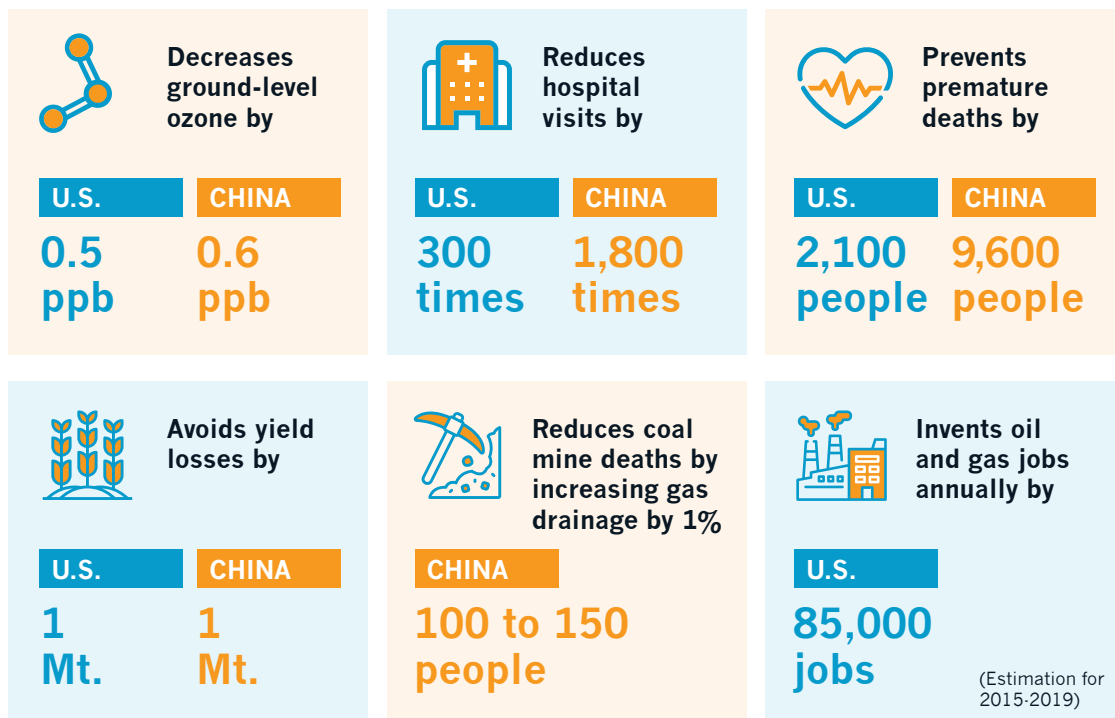 Decreases
ground-level
ozone by
U.S.
CHINA
0.5
ppb
0.6
ppb
Reduces
hospital
visits by
U.S.
CHINA
300
times
1,800
times
Prevents
premature
deaths by
U.S.
CHINA
2,100
people
9,600
people
Avoids yield
losses by
U.S.
CHINA
1
Mt.
1
Mt.
Reduces coal
mine deaths by
increasing gas
drainage by 1%
CHINA
100 to 150
people
Invents oil
and gas jobs
annually by
U.S.
85,000
jobs
(Estimation for
2015-2019)